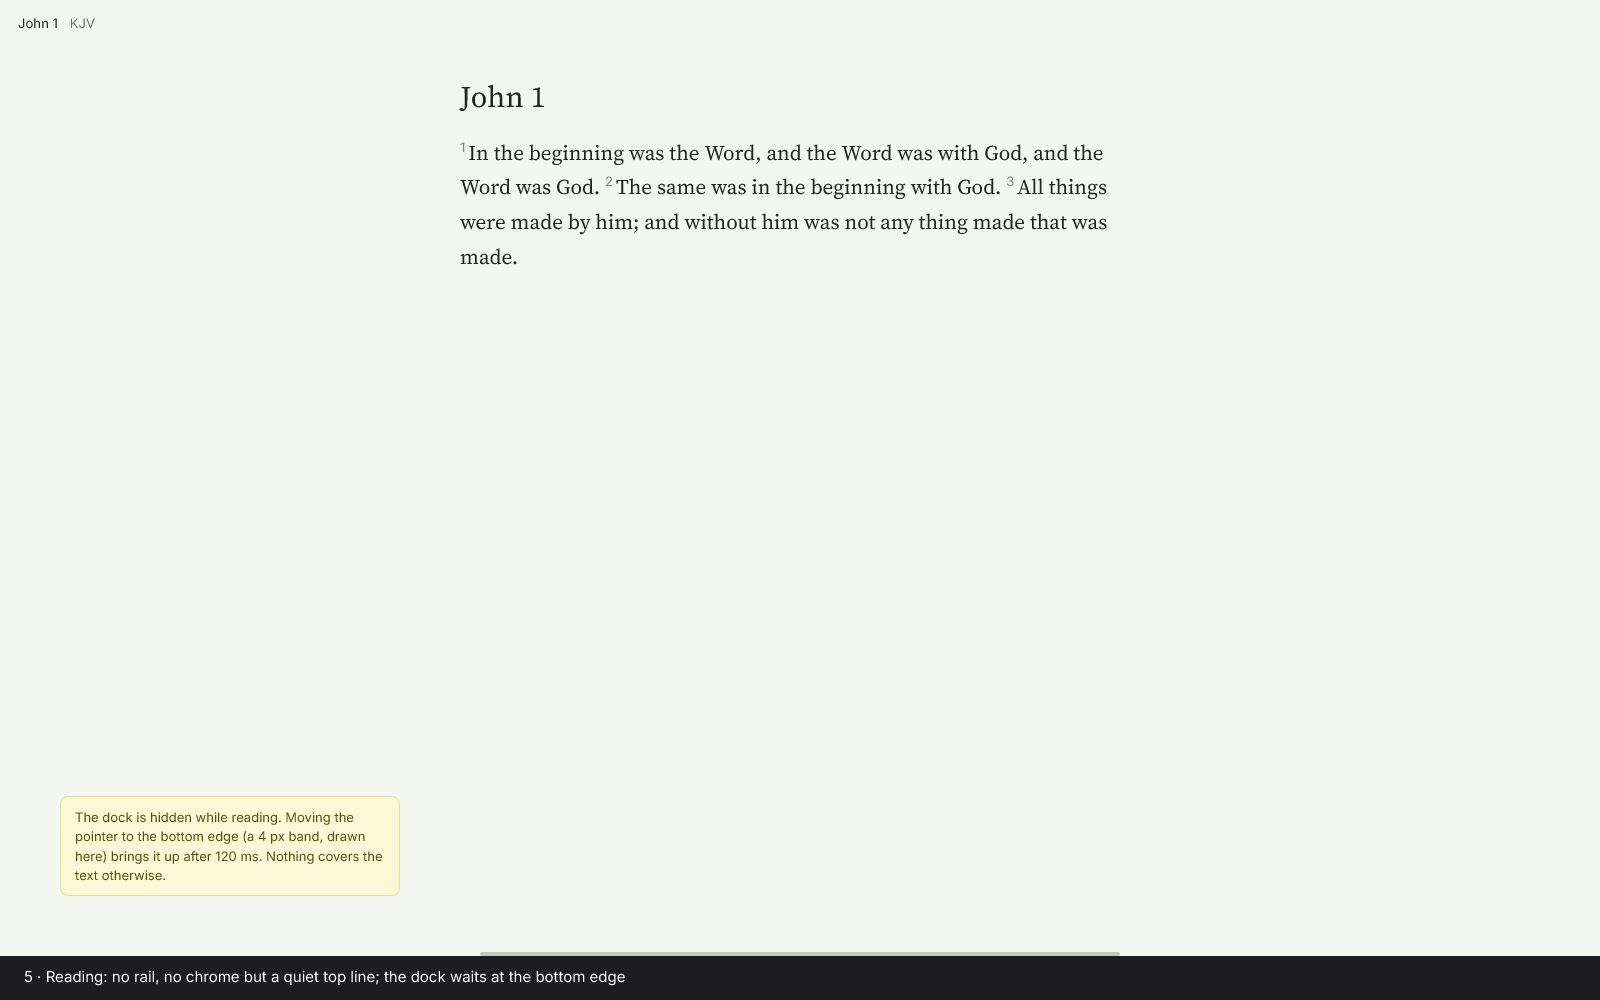 John 1 KJV
John 1
1 In the beginning was the Word, and the Word was with God, and the
Word was God. 2 The same was in the beginning with God. 3 All things
were made by him; and without him was not any thing made that was
made.
The dock is hidden while reading. Moving the
pointer to the bottom edge (a 4 px band, drawn
here) brings it up after 120 ms. Nothing covers the
text otherwise.
5 · Reading: no rail, no chrome but a quiet top line; the dock waits at the bottom edge